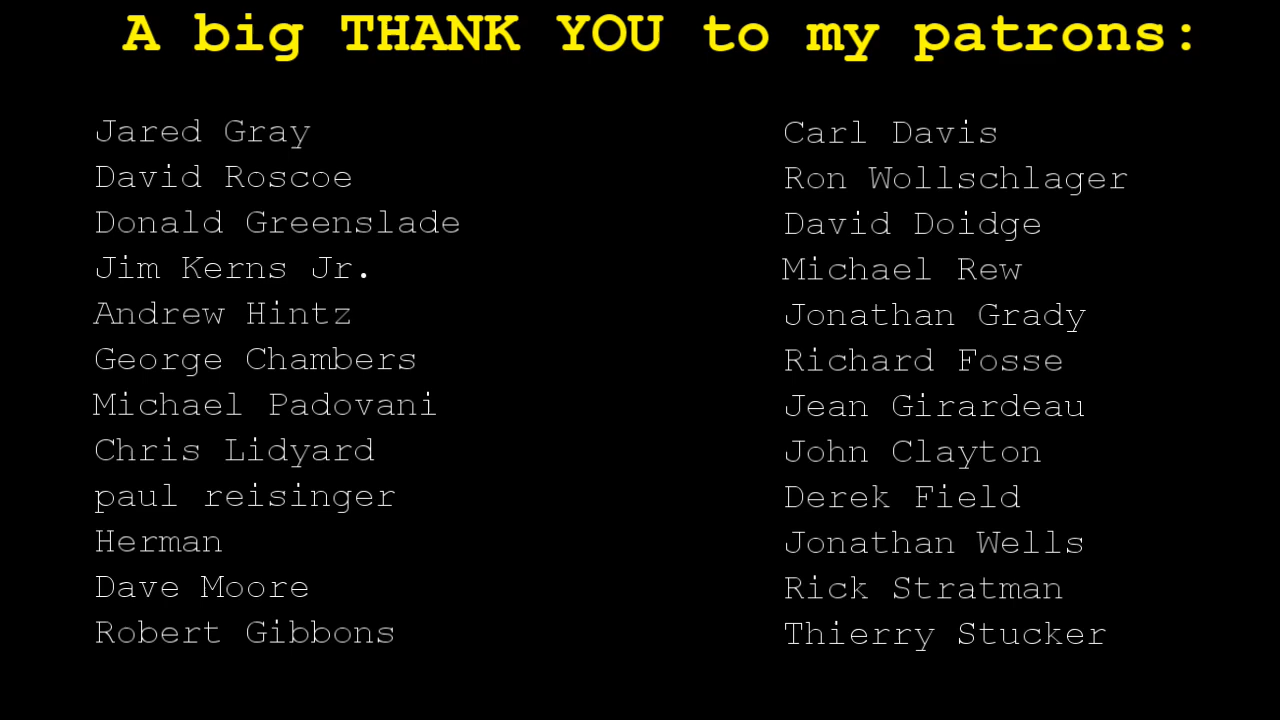 A big THANK YOU to my patrons:
Jared Gray
David Roscoe
Donald Greenslade
Jim Kerns Jr.
Andrew Hintz
George Chambers
Michael Padovani
Chris Lidyard
paul reisinger
Herman
Dave Moore
Robert Gibbons
Carl Davis
Ron Wollschlager
David Doidge
Michael Rew
Jonathan Grady
Richard Fosse
Jean Girardeau
John Clayton
Derek Field
Jonathan Wells
Rick Stratman
Thierry Stucker